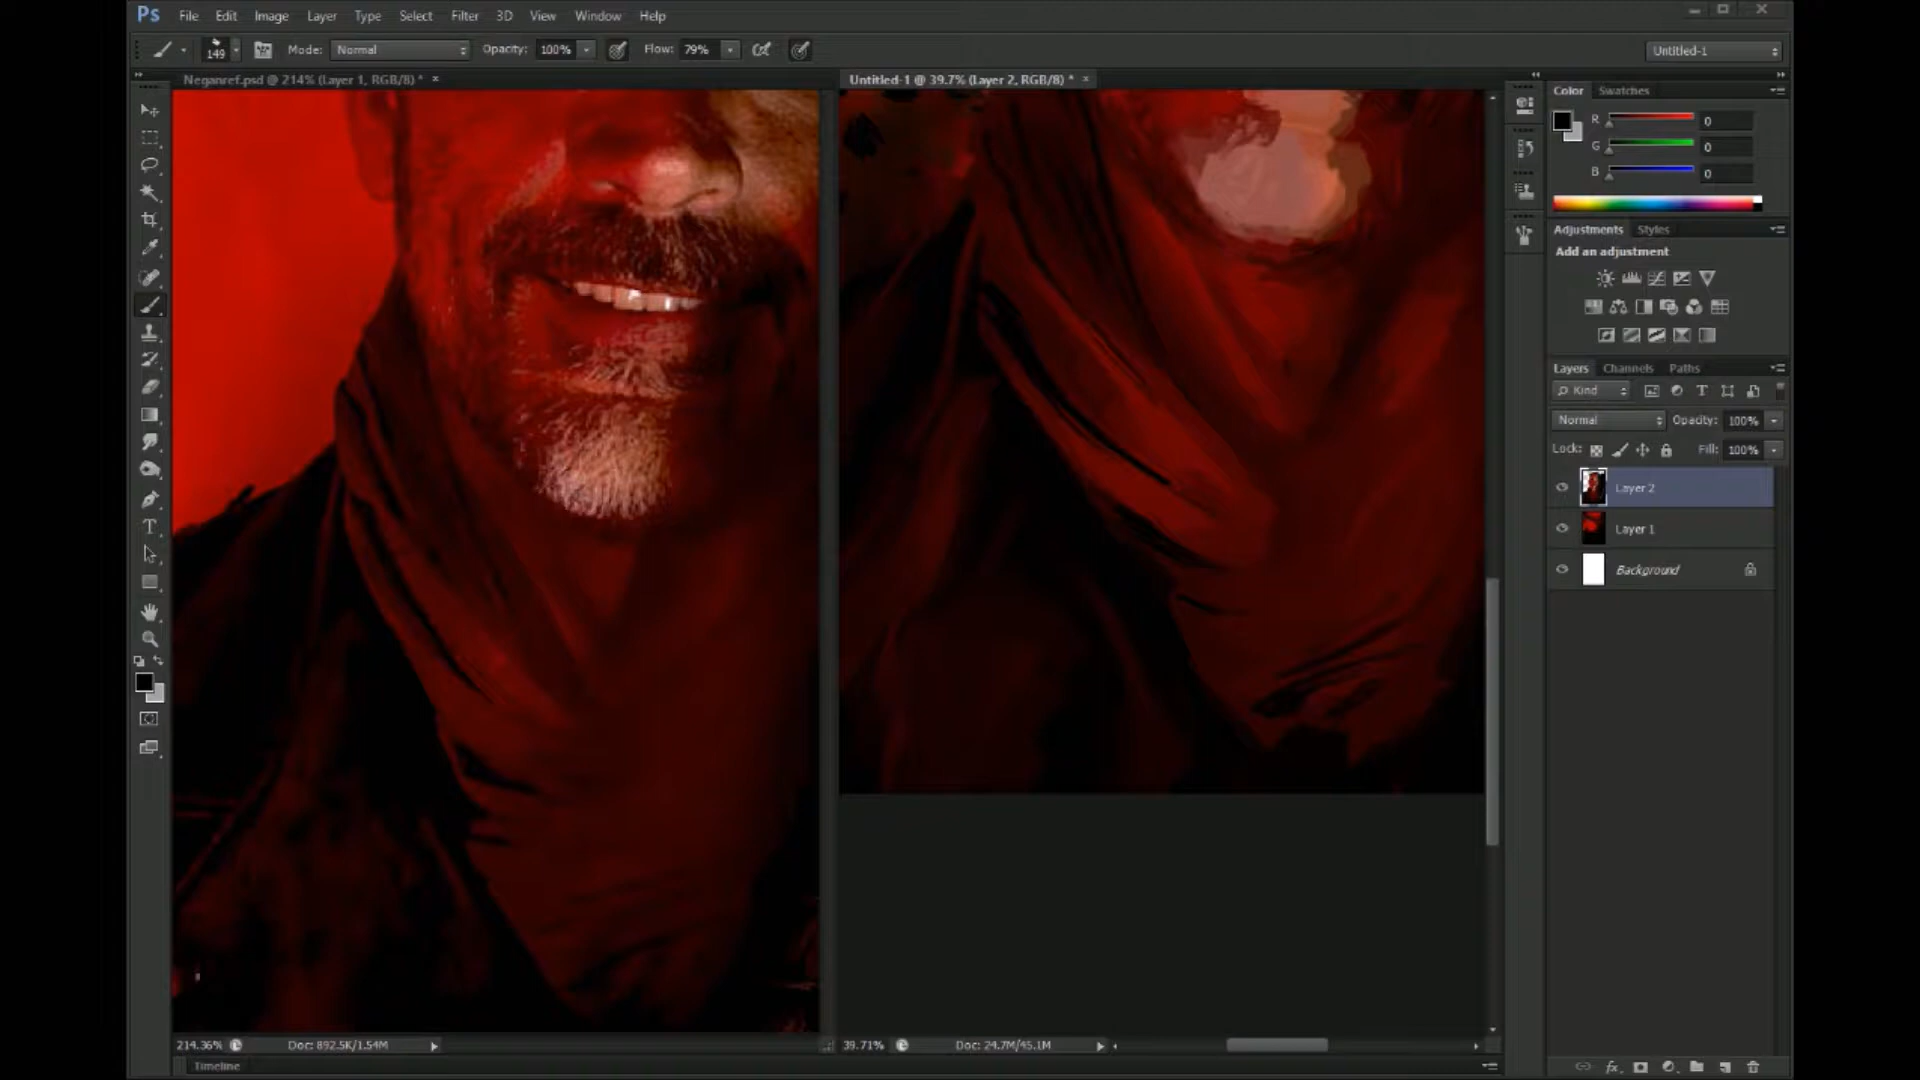 Ps File Edit Image Layer Type Select Filter 3D View Window Help
149 Mode: Normal Opacity: 100% Flow: 79% Untitled-1
Neganref.psd @ 214% (Layer 1, RGB/8) * × Untitled-1 @ 39.7% (Layer 2, RGB/8) * ×
Color Swatches
R 0
G 0
B 0
Adjustments Styles
Add an adjustment
Layers Channels Paths
Kind
Normal Opacity: 100%
Lock: Fill: 100%
Layer 2
Layer 1
Background
214.36% Doc: 892.5K/1.54M 39.71% Doc: 24.7M/45.1M
Timeline